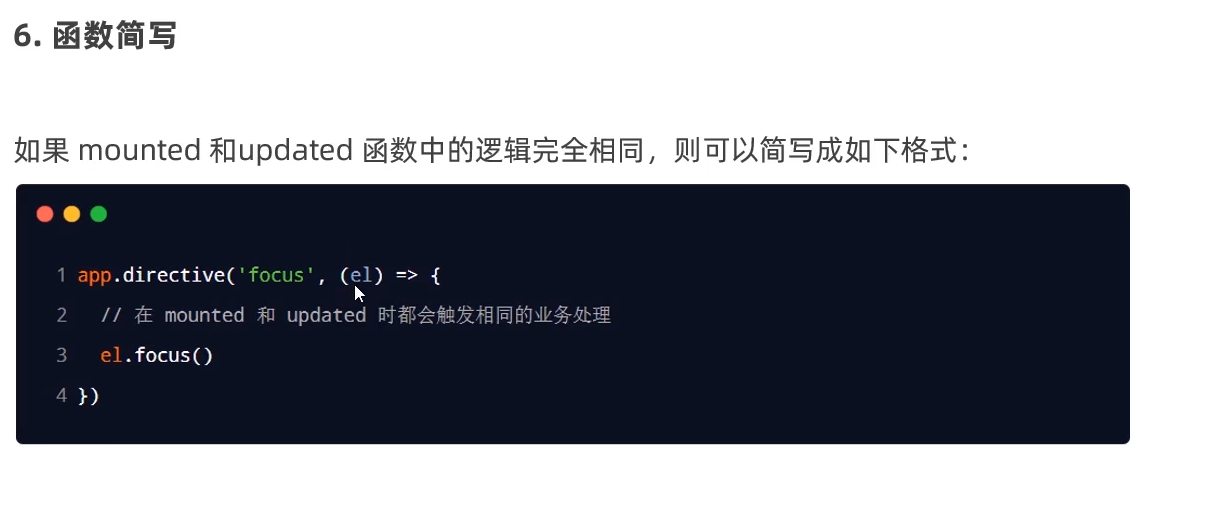 6. 函数简写
如果 mounted 和updated 函数中的逻辑完全相同，则可以简写成如下格式：
1 app.directive('focus', (el) => {
2 // 在 mounted 和 updated 时都会触发相同的业务处理
3 el.focus()
4 })